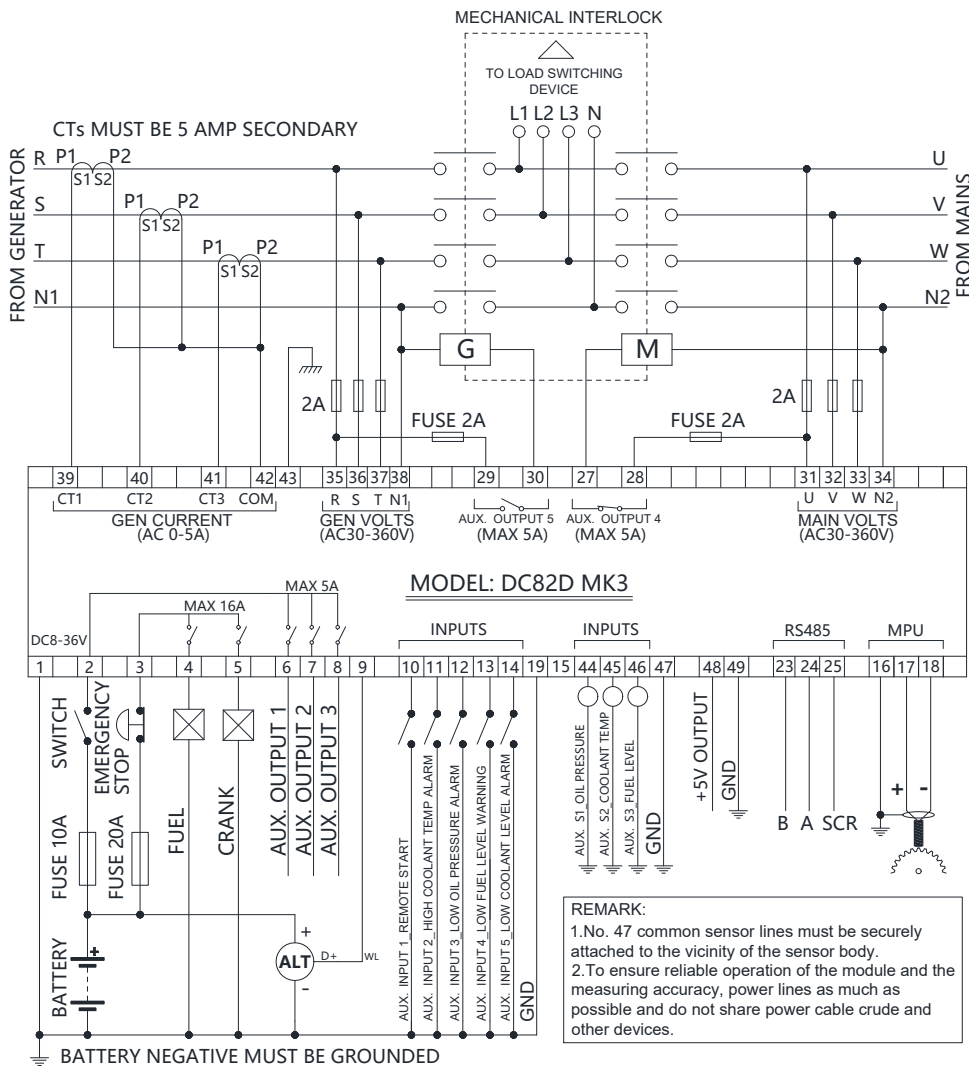 MECHANICAL INTERLOCK
TO LOAD SWITCHING
DEVICE
L1 L2 L3 N
CTs MUST BE 5 AMP SECONDARY
FROM GENERATOR
FROM MAINS
R P1 P2 U
S1 S2
S P1 P2 V
S1 S2
T P1 P2 W
S1 S2
N1 N2
G M
2A FUSE 2A FUSE 2A 2A
39 40 41 42 43 35 36 37 38 29 30 27 28 31 32 33 34
CT1 CT2 CT3 COM R S T N1 U V W N2
GEN CURRENT
(AC 0-5A)
GEN VOLTS
(AC30-360V)
AUX. OUTPUT 5
(MAX 5A)
AUX. OUTPUT 4
(MAX 5A)
MAIN VOLTS
(AC30-360V)
MODEL: DC82D MK3
MAX 5A
MAX 16A
DC8-36V
INPUTS INPUTS RS485 MPU
1 2 3 4 5 6 7 8 9 10 11 12 13 14 19 15 44 45 46 47 48 49 23 24 25 16 17 18
SWITCH
EMERGENCY
STOP
FUSE 10A
FUSE 20A
FUEL
CRANK
AUX. OUTPUT 1
AUX. OUTPUT 2
AUX. OUTPUT 3
AUX. INPUT 1_REMOTE START
AUX. INPUT 2_HIGH COOLANT TEMP ALARM
AUX. INPUT 3_LOW OIL PRESSURE ALARM
AUX. INPUT 4_LOW FUEL LEVEL WARNING
AUX. INPUT 5_LOW COOLANT LEVEL ALARM
GND
AUX. S1_OIL PRESSURE
AUX. S2_COOLANT TEMP
AUX. S3_FUEL LEVEL
GND
+5V OUTPUT
GND
B A SCR
+ -
BATTERY
+
+
ALT D+ WL
-
REMARK:
1.No. 47 common sensor lines must be securely
attached to the vicinity of the sensor body.
2.To ensure reliable operation of the module and the
measuring accuracy, power lines as much as
possible and do not share power cable crude and
other devices.
BATTERY NEGATIVE MUST BE GROUNDED